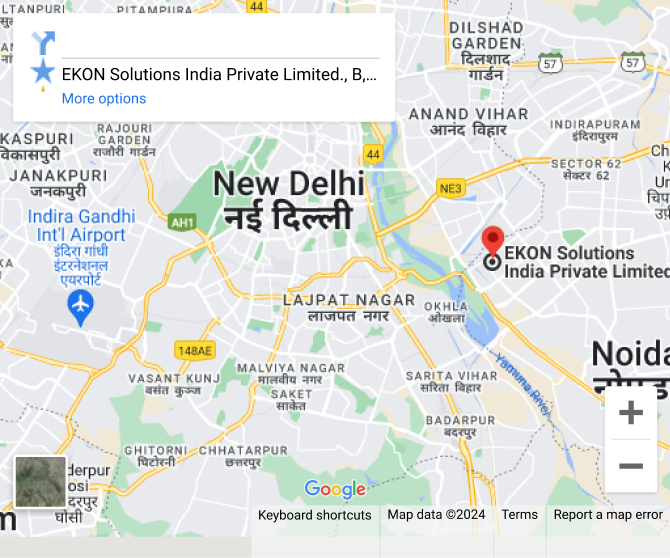 LTANPURI
PITAMPURA
44
EKON Solutions India Private Limited., B,...
More options
DILSHAD
GARDEN
दिलशाद
गार्डन
57
57
ANAND VIHAR
आनंद विहार
INDIRAPURAM
इंदिरापुरम
KASPURI
विकासपुरी
RAJOURI
GARDEN
राजौरी गार्डन
44
SECTOR 62
सेक्टर 62
JANAKPURI
जनकपुरी
New Delhi
नई दिल्ली
NE3
Indira Gandhi
Int'l Airport
इंदिरा गांधी
इंटरनेशनल
एयरपोर्ट
AH1
EKON Solutions
India Private Limited
KA
LAJPAT NAGAR
लाजपत नगर
OKHLA
ओखला
148AE
Noida
MALVIYA NAGAR
मालवीय नगर
VASANT KUNJ
वसंत कुन्ज
SAKET
साकेत
SARITA VIHAR
सरिता विहार
Yamuna River
BADARPUR
बदरपुर
GHITORNI
घिटोरनी
CHHATARPUR
छत्तरपुर
derpur
osi
दरपुर
घोसी
m
Google
Keyboard shortcuts
Map data ©2024
Terms
Report a map error